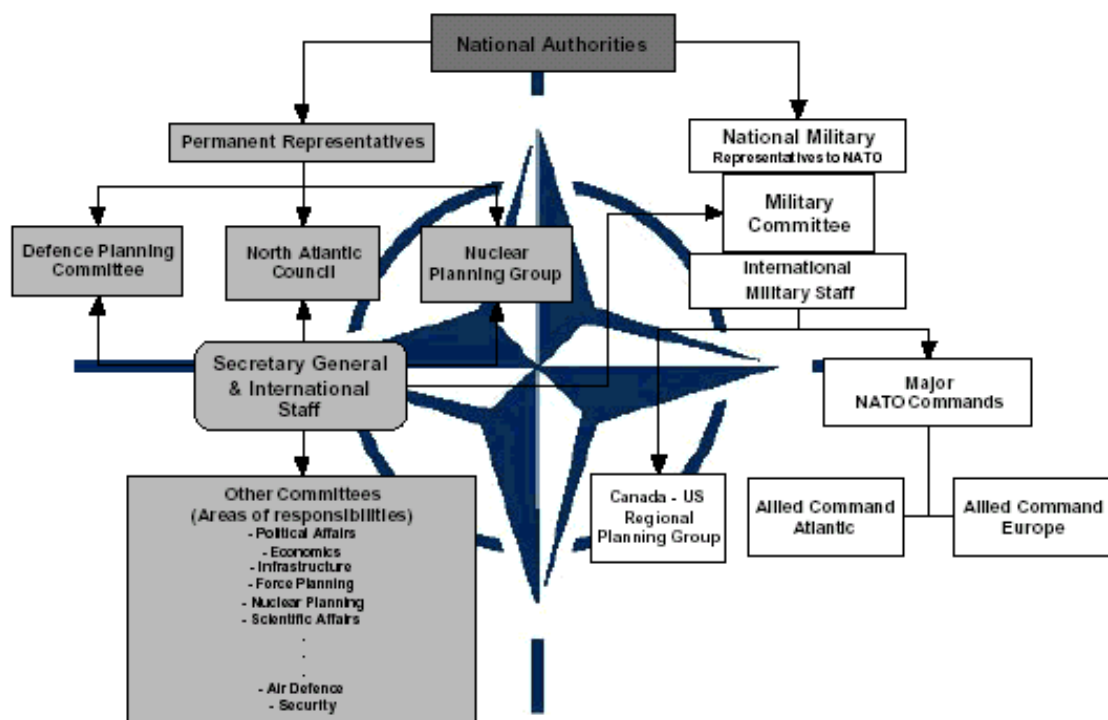 National Authorities
Permanent Representatives
National Military
Representatives to NATO
Military
Committee
International
Military Staff
Defence Planning
Committee
North Atlantic
Council
Nuclear
Planning Group
Secretary General
& International
Staff
Major
NATO Commands
Other Committees
(Areas of responsibilities)
- Political Affairs
- Economics
- Infrastructure
- Force Planning
- Nuclear Planning
- Scientific Affairs
.
.
.
- Air Defence
- Security
Canada - US
Regional
Planning Group
Allied Command
Atlantic
Allied Command
Europe